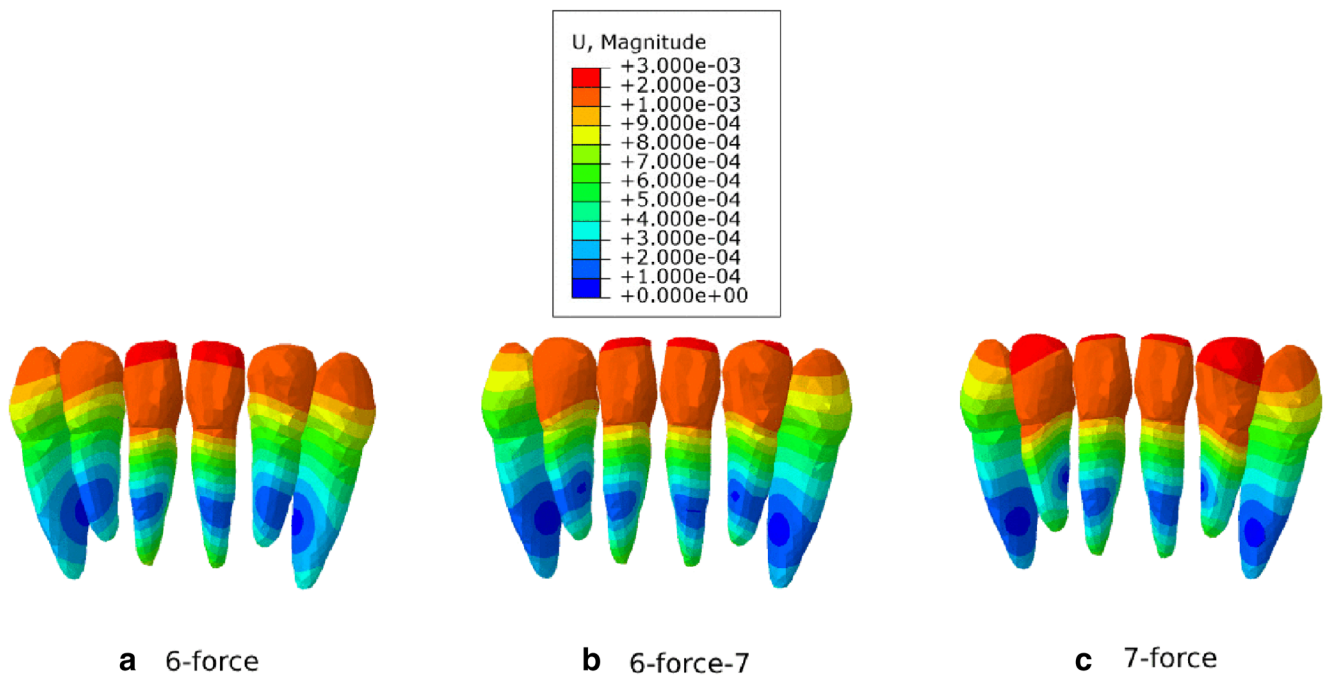 U, Magnitude
+3.000e-03
+2.000e-03
+1.000e-03
+9.000e-04
+8.000e-04
+7.000e-04
+6.000e-04
+5.000e-04
+4.000e-04
+3.000e-04
+2.000e-04
+1.000e-04
+0.000e+00
a 6-force
b 6-force-7
c 7-force